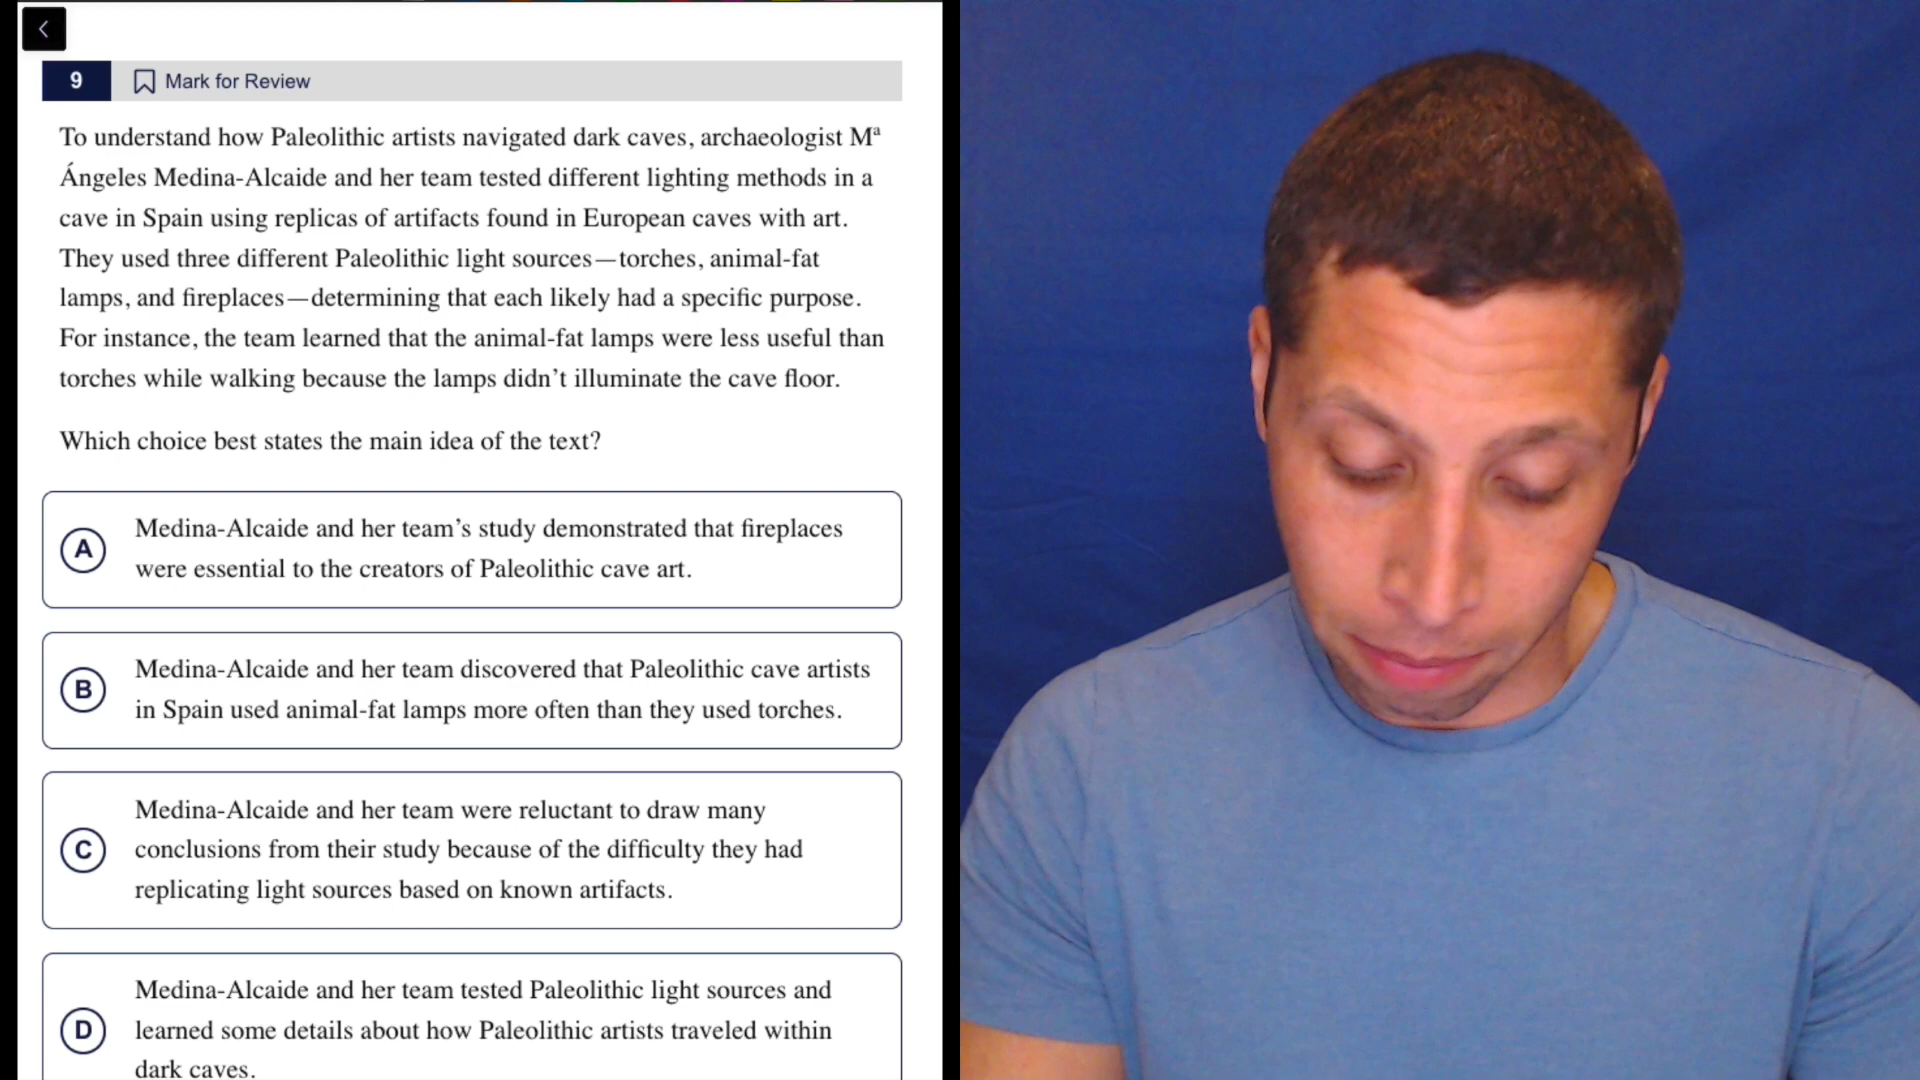 9 Mark for Review
To understand how Paleolithic artists navigated dark caves, archaeologist Mª
Ángeles Medina-Alcaide and her team tested different lighting methods in a
cave in Spain using replicas of artifacts found in European caves with art.
They used three different Paleolithic light sources—torches, animal-fat
lamps, and fireplaces—determining that each likely had a specific purpose.
For instance, the team learned that the animal-fat lamps were less useful than
torches while walking because the lamps didn’t illuminate the cave floor.
Which choice best states the main idea of the text?
A
Medina-Alcaide and her team’s study demonstrated that fireplaces
were essential to the creators of Paleolithic cave art.
B
Medina-Alcaide and her team discovered that Paleolithic cave artists
in Spain used animal-fat lamps more often than they used torches.
C
Medina-Alcaide and her team were reluctant to draw many
conclusions from their study because of the difficulty they had
replicating light sources based on known artifacts.
D
Medina-Alcaide and her team tested Paleolithic light sources and
learned some details about how Paleolithic artists traveled within
dark caves.